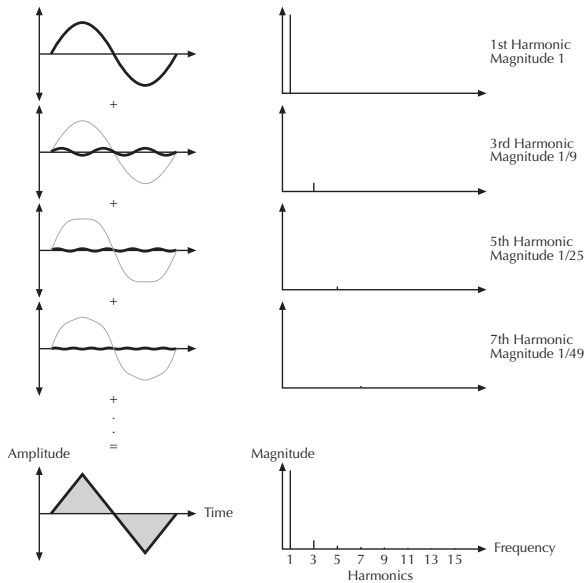 1st Harmonic
Magnitude 1
+
3rd Harmonic
Magnitude 1/9
+
5th Harmonic
Magnitude 1/25
+
7th Harmonic
Magnitude 1/49
+
.
.
=
Amplitude
Time
Magnitude
Frequency
1 3 5 7 9 11 13 15
Harmonics